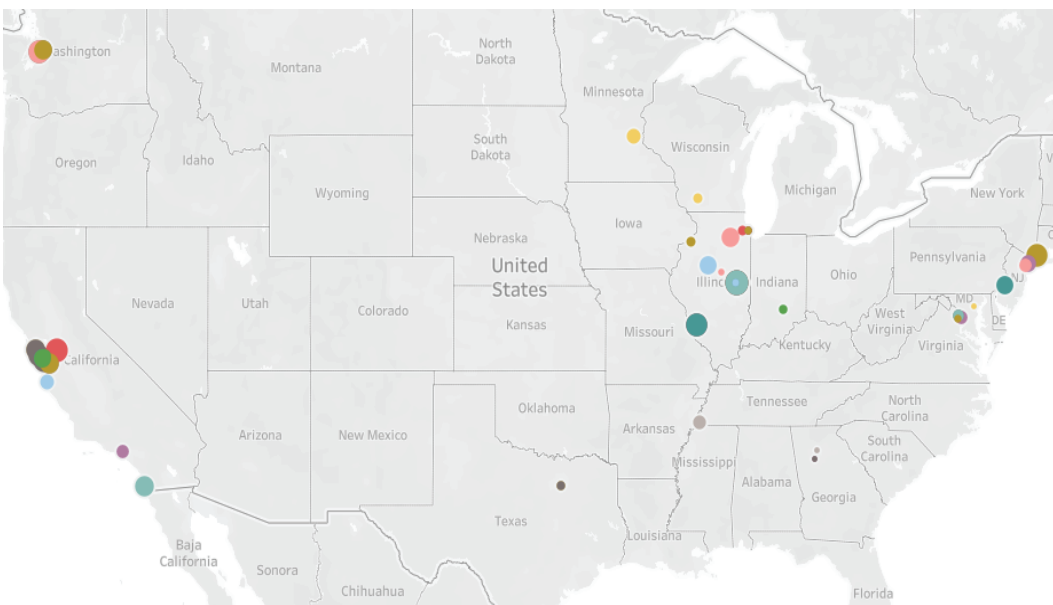 ashington
Montana
North
Dakota
Minnesota
Oregon
Idaho
South
Dakota
Wisconsin
Wyoming
Michigan
New York
Iowa
Nebraska
United
States
Nevada
Utah
Colorado
Kansas
Missouri
Illinc
Indiana
Ohio
Pennsylvania
NJ
MD
DE
West
Virginia
Virginia
Kentucky
California
Arizona
New Mexico
Oklahoma
Arkansas
Tennessee
North
Carolina
South
Carolina
Mississippi
Alabama
Georgia
Texas
Louisiana
Florida
Baja
California
Sonora
Chihuahua